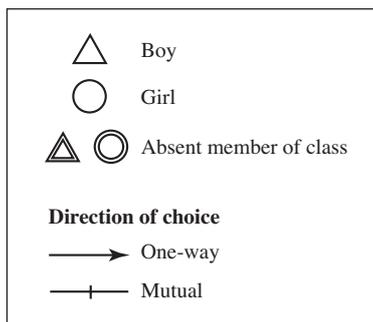 Boy
Girl
Absent member of class
Direction of choice
One-way
Mutual